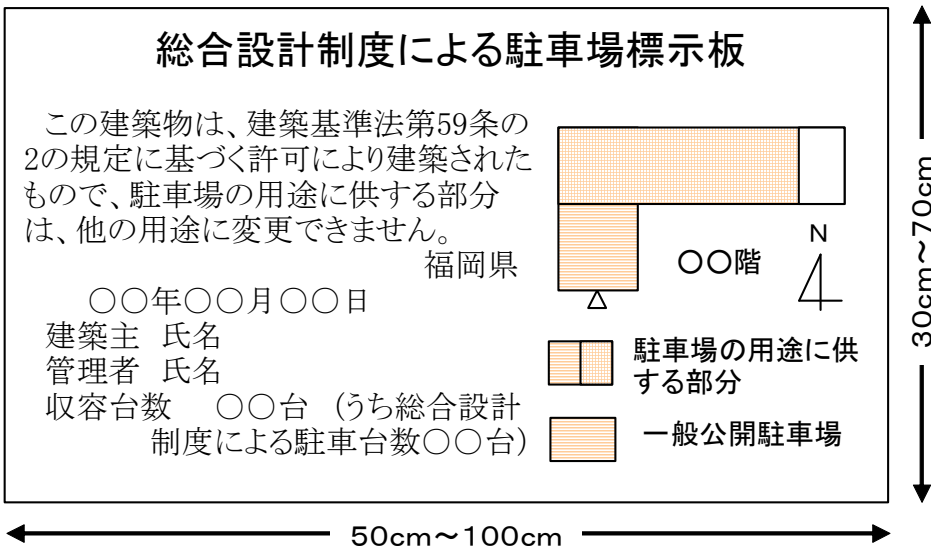 総合設計制度による駐車場標示板
この建築物は、建築基準法第59条の
2の規定に基づく許可により建築された
もので、駐車場の用途に供する部分
は、他の用途に変更できません。
福岡県
〇〇年〇〇月〇〇日
建築主 氏名
管理者 氏名
収容台数 〇〇台 (うち総合設計
制度による駐車台数〇〇台)
〇〇階
N
駐車場の用途に供
する部分
一般公開駐車場
30cm~70cm
50cm~100cm